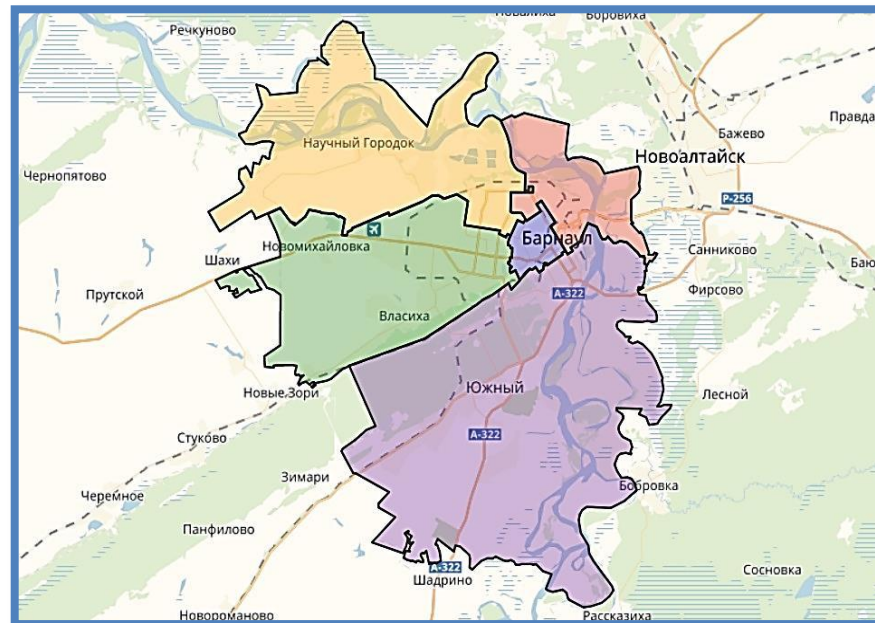 Новалиха
Боровиха
Речкуново
Правда
Бажево
Научный Городок
Новоалтайск
Чернопятово
Р-256
Барнаул
Новомихайловка
Санниково
Шахи
Баю
Прутской
Фирсово
А-322
Власиха
Южный
Новые Зори
Лесной
Стуково
А-322
Зимари
Бобровка
Черемное
Панфилово
А-322
Шадрино
Сосновка
Новороманово
Рассказиха